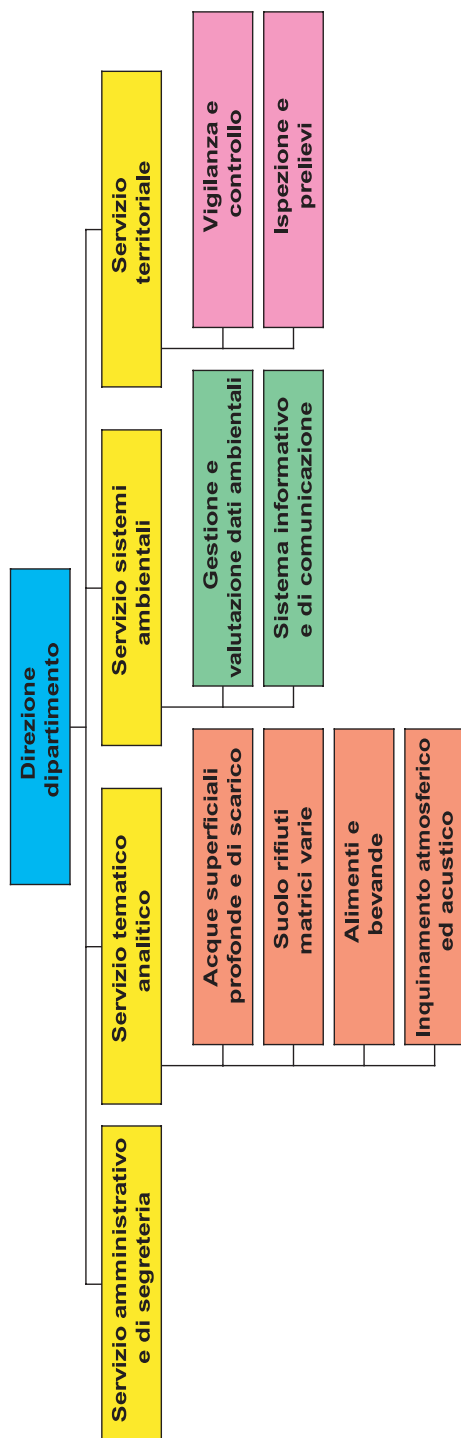 Direzione
dipartimento
Servizio amministrativo
e di segreteria
Servizio tematico
analitico
Servizio sistemi
ambientali
Servizio
territoriale
Acque superficiali
profonde e di scarico
Suolo rifiuti
matrici varie
Alimenti e
bevande
Inquinamento atmosferico
ed acustico
Gestione e
valutazione dati ambientali
Sistema informativo
e di comunicazione
Vigilanza e
controllo
Ispezione e
prelievi